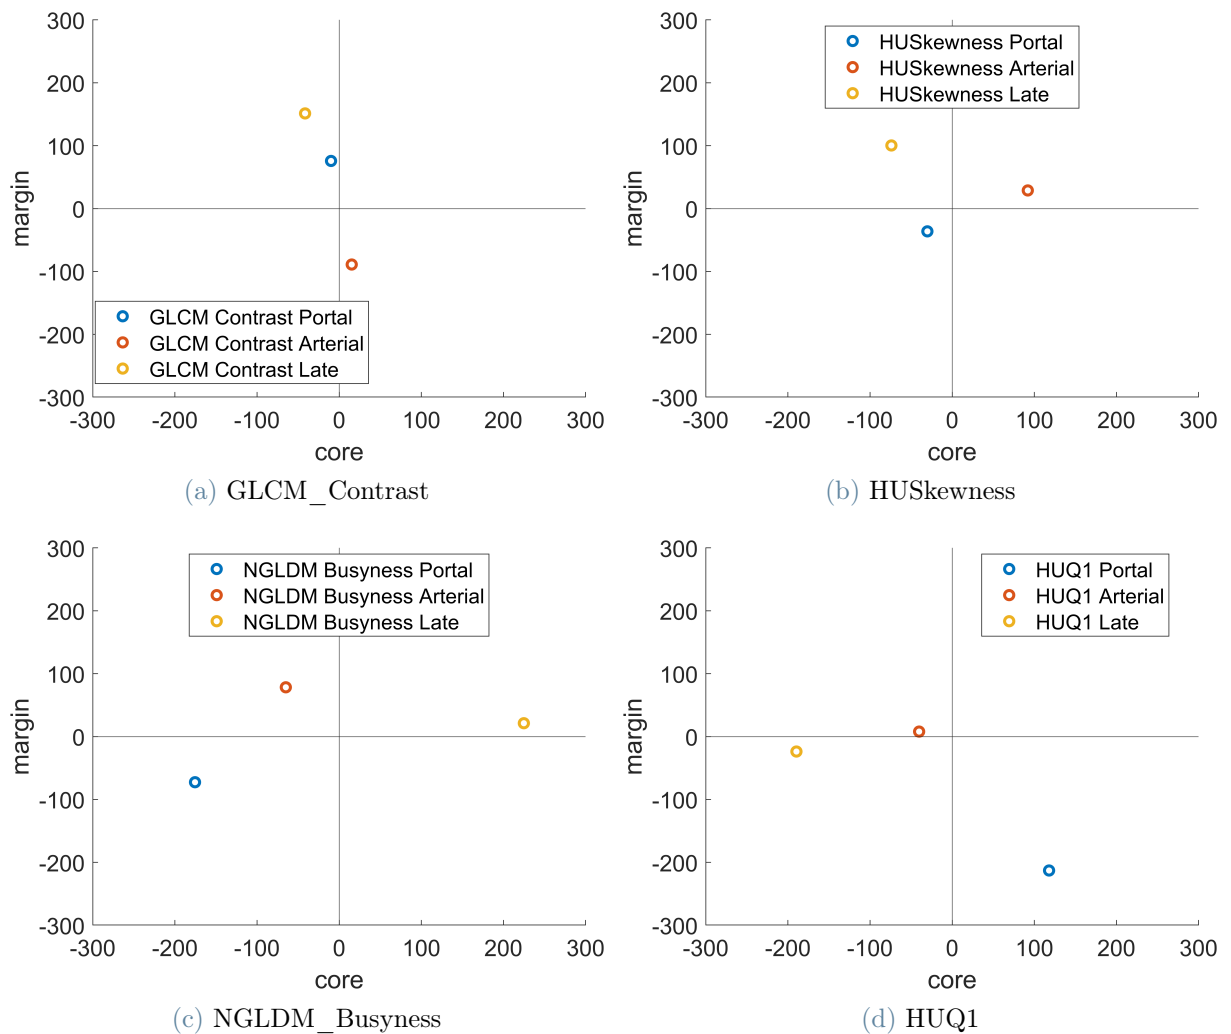 300
200
100
0
-100
-200
-300
margin
GLCM Contrast Portal
GLCM Contrast Arterial
GLCM Contrast Late
-300 -200 -100 0 100 200 300
core
(a) GLCM_Contrast
300
200
100
0
-100
-200
-300
margin
HUSkewness Portal
HUSkewness Arterial
HUSkewness Late
-300 -200 -100 0 100 200 300
core
(b) HUSkewness
300
200
100
0
-100
-200
-300
margin
NGLDM Busyness Portal
NGLDM Busyness Arterial
NGLDM Busyness Late
-300 -200 -100 0 100 200 300
core
(c) NGLDM_Busyness
300
200
100
0
-100
-200
-300
margin
HUQ1 Portal
HUQ1 Arterial
HUQ1 Late
-300 -200 -100 0 100 200 300
core
(d) HUQ1